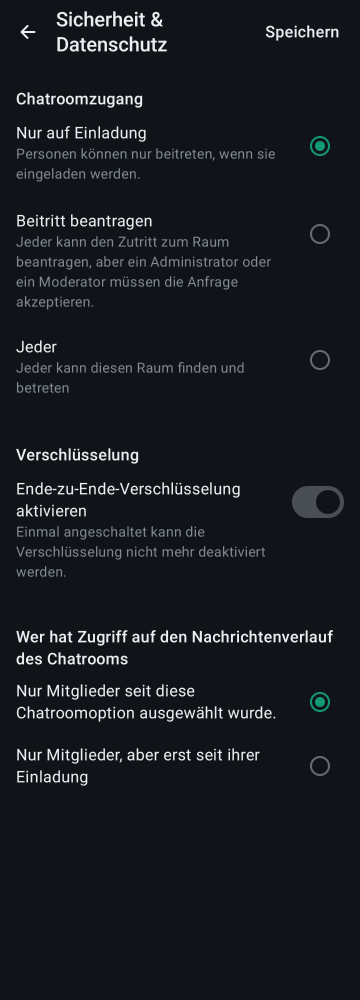 Sicherheit &
Datenschutz
Speichern
Chatroomzugang
Nur auf Einladung
Personen können nur beitreten, wenn sie
eingeladen werden.
Beitritt beantragen
Jeder kann den Zutritt zum Raum
beantragen, aber ein Administrator oder
ein Moderator müssen die Anfrage
akzeptieren.
Jeder
Jeder kann diesen Raum finden und
betreten
Verschlüsselung
Ende-zu-Ende-Verschlüsselung
aktivieren
Einmal angeschaltet kann die
Verschlüsselung nicht mehr deaktiviert
werden.
Wer hat Zugriff auf den Nachrichtenverlauf
des Chatrooms
Nur Mitglieder seit diese
Chatroomoption ausgewählt wurde.
Nur Mitglieder, aber erst seit ihrer
Einladung